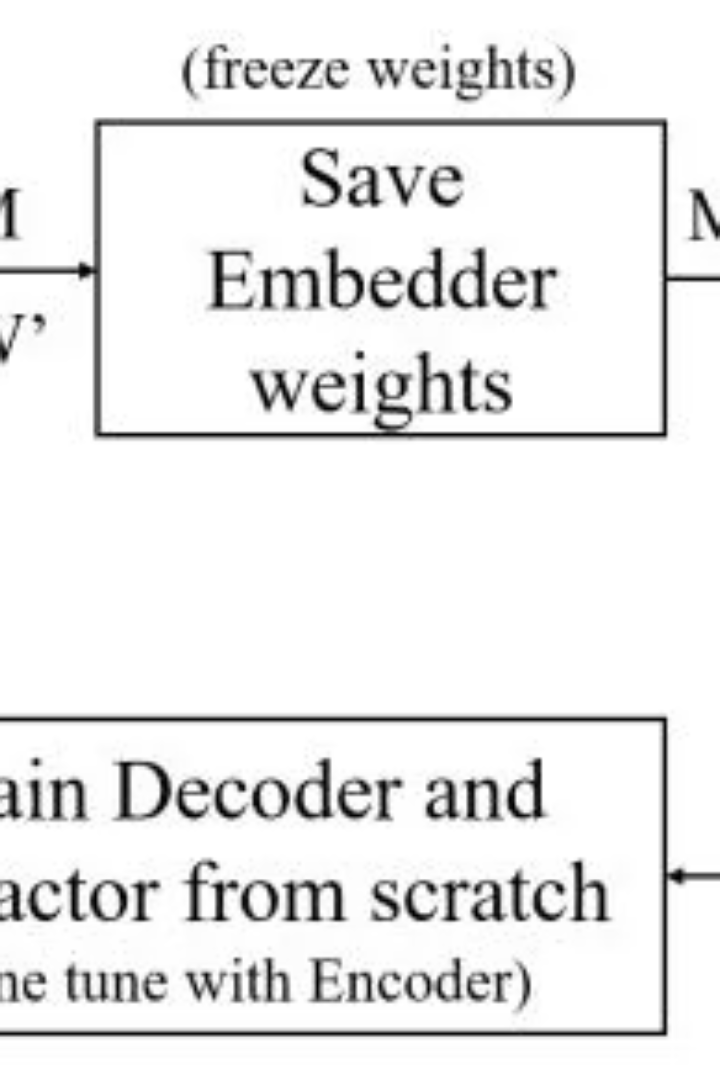 (freeze weights)
Save
M
Embedder
V’
weights
ain Decoder and
actor from scratch
ne tune with Encoder)